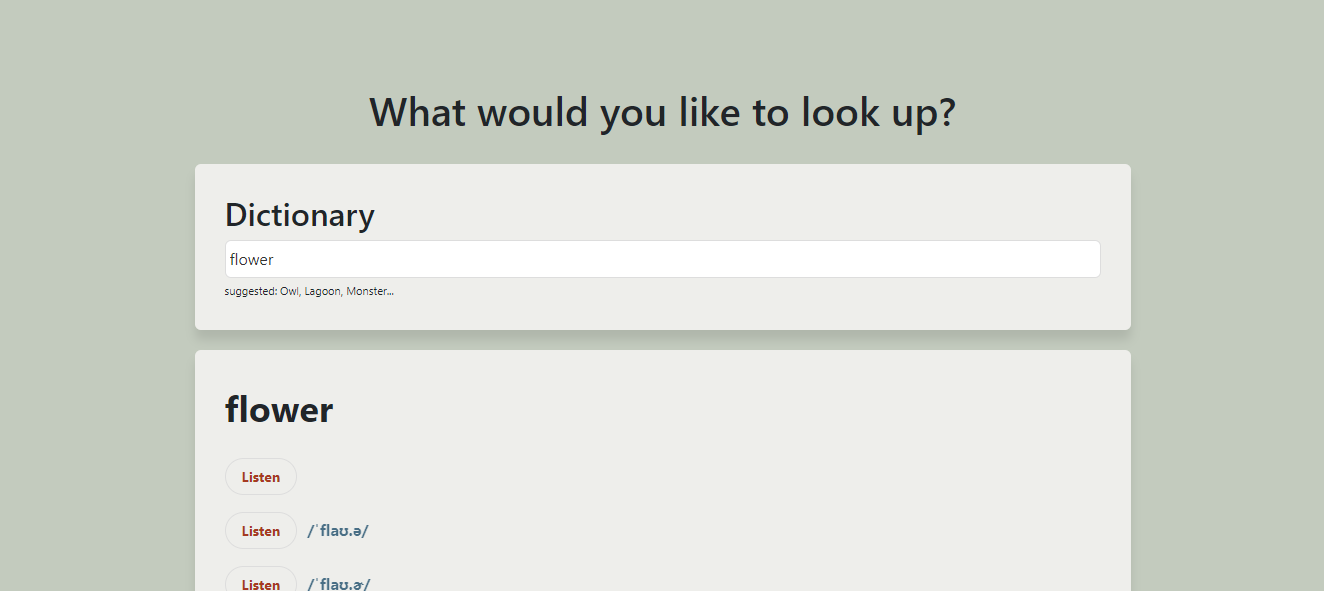 What would you like to look up?
Dictionary
flower
suggested: Owl, Lagoon, Monster...
flower
Listen
Listen /ˈflaʊ.ə/
Listen /ˈflaʊ.ɚ/